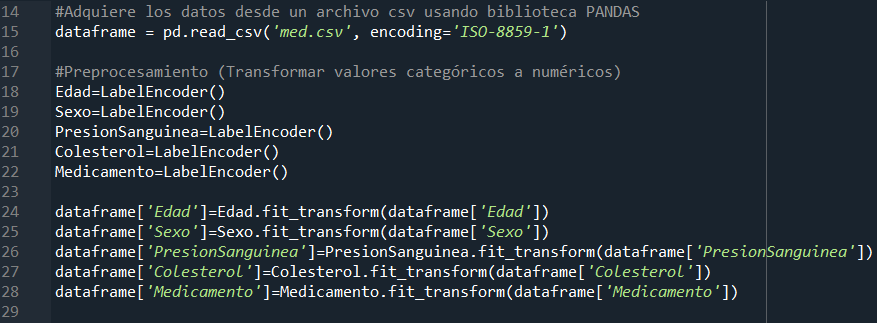 14 #Adquiere los datos desde un archivo csv usando biblioteca PANDAS
15 dataframe = pd.read_csv('med.csv', encoding='ISO-8859-1')
16
17 #Preprocesamiento (Transformar valores categóricos a numéricos)
18 Edad=LabelEncoder()
19 Sexo=LabelEncoder()
20 PresionSanguinea=LabelEncoder()
21 Colesterol=LabelEncoder()
22 Medicamento=LabelEncoder()
23
24 dataframe['Edad']=Edad.fit_transform(dataframe['Edad'])
25 dataframe['Sexo']=Sexo.fit_transform(dataframe['Sexo'])
26 dataframe['PresionSanguinea']=PresionSanguinea.fit_transform(dataframe['PresionSanguinea'])
27 dataframe['Colesterol']=Colesterol.fit_transform(dataframe['Colesterol'])
28 dataframe['Medicamento']=Medicamento.fit_transform(dataframe['Medicamento'])
29